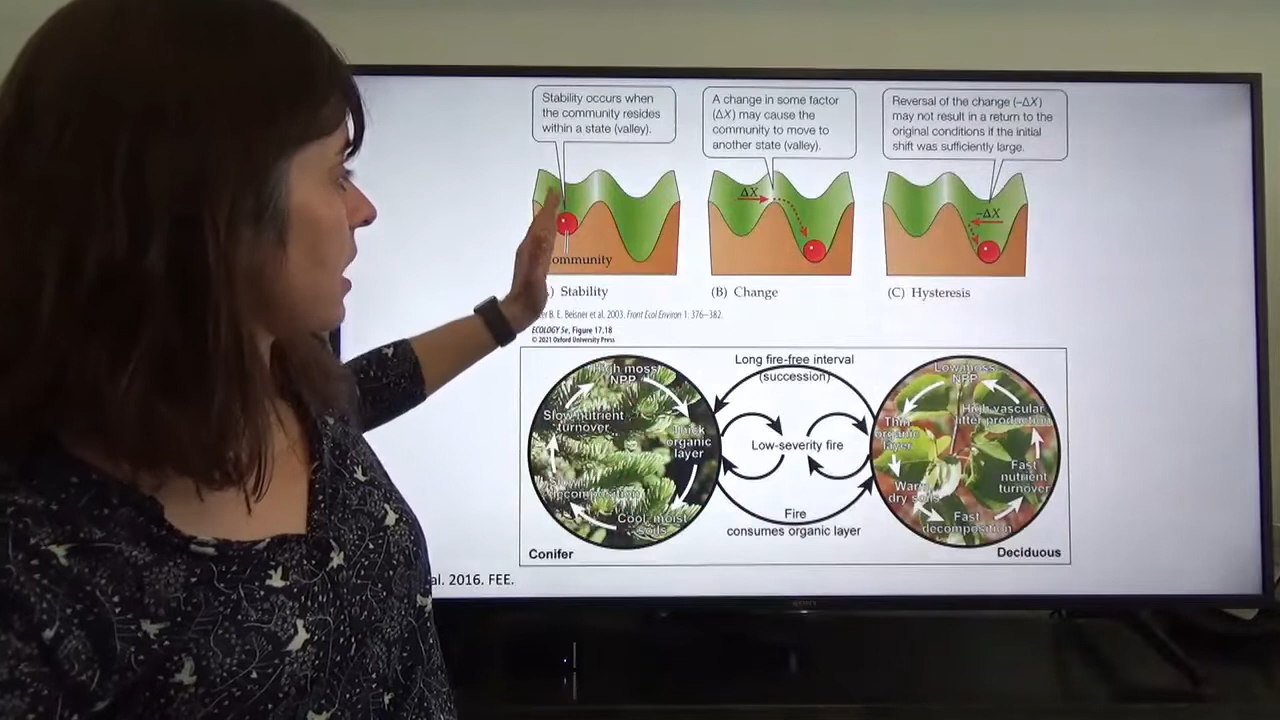 Stability occurs when
the community resides
within a state (valley).
A change in some factor
(ΔX) may cause the
community to move to
another state (valley).
Reversal of the change (−ΔX)
may not result in a return to the
original conditions if the initial
shift was sufficiently large.
ΔX
−ΔX
ommunity
) Stability
(B) Change
(C) Hysteresis
er B. E. Beisner et al. 2003. Front Ecol Environ 1: 376–382.
ECOLOGY 5e, Figure 17.18
© 2021 Oxford University Press
High moss
NPP
Slow nutrient
turnover
Thick
organic
layer
decomposition
Cool, moist
soils
Conifer
Long fire-free interval
(succession)
Low-severity fire
Fire
consumes organic layer
Low moss
NPP
High vascular
litter production
Thin
organic
layer
Warm,
dry soils
Fast
nutrient
turnover
Fast
decomposition
Deciduous
al. 2016. FEE.
SONY